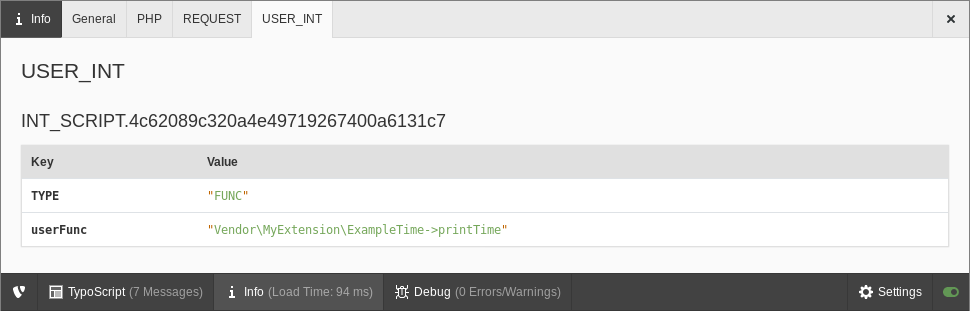 Info General PHP REQUEST USER_INT
USER_INT
INT_SCRIPT.4c62089c320a4e49719267400a6131c7
Key Value
TYPE "FUNC"
userFunc "Vendor\MyExtension\ExampleTime->printTime"
TypoScript (7 Messages) Info (Load Time: 94 ms) Debug (0 Errors/Warnings) Settings